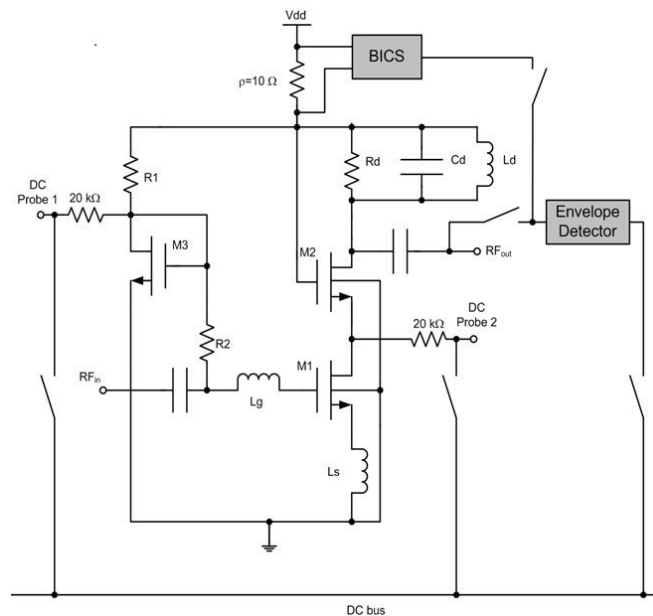 Vdd
BICS
ρ=10 Ω
Rd
Cd
Ld
R1
DC
Probe 1
20 kΩ
Envelope
Detector
M3
M2
RFout
DC
Probe 2
20 kΩ
R2
M1
RFin
Lg
Ls
DC bus